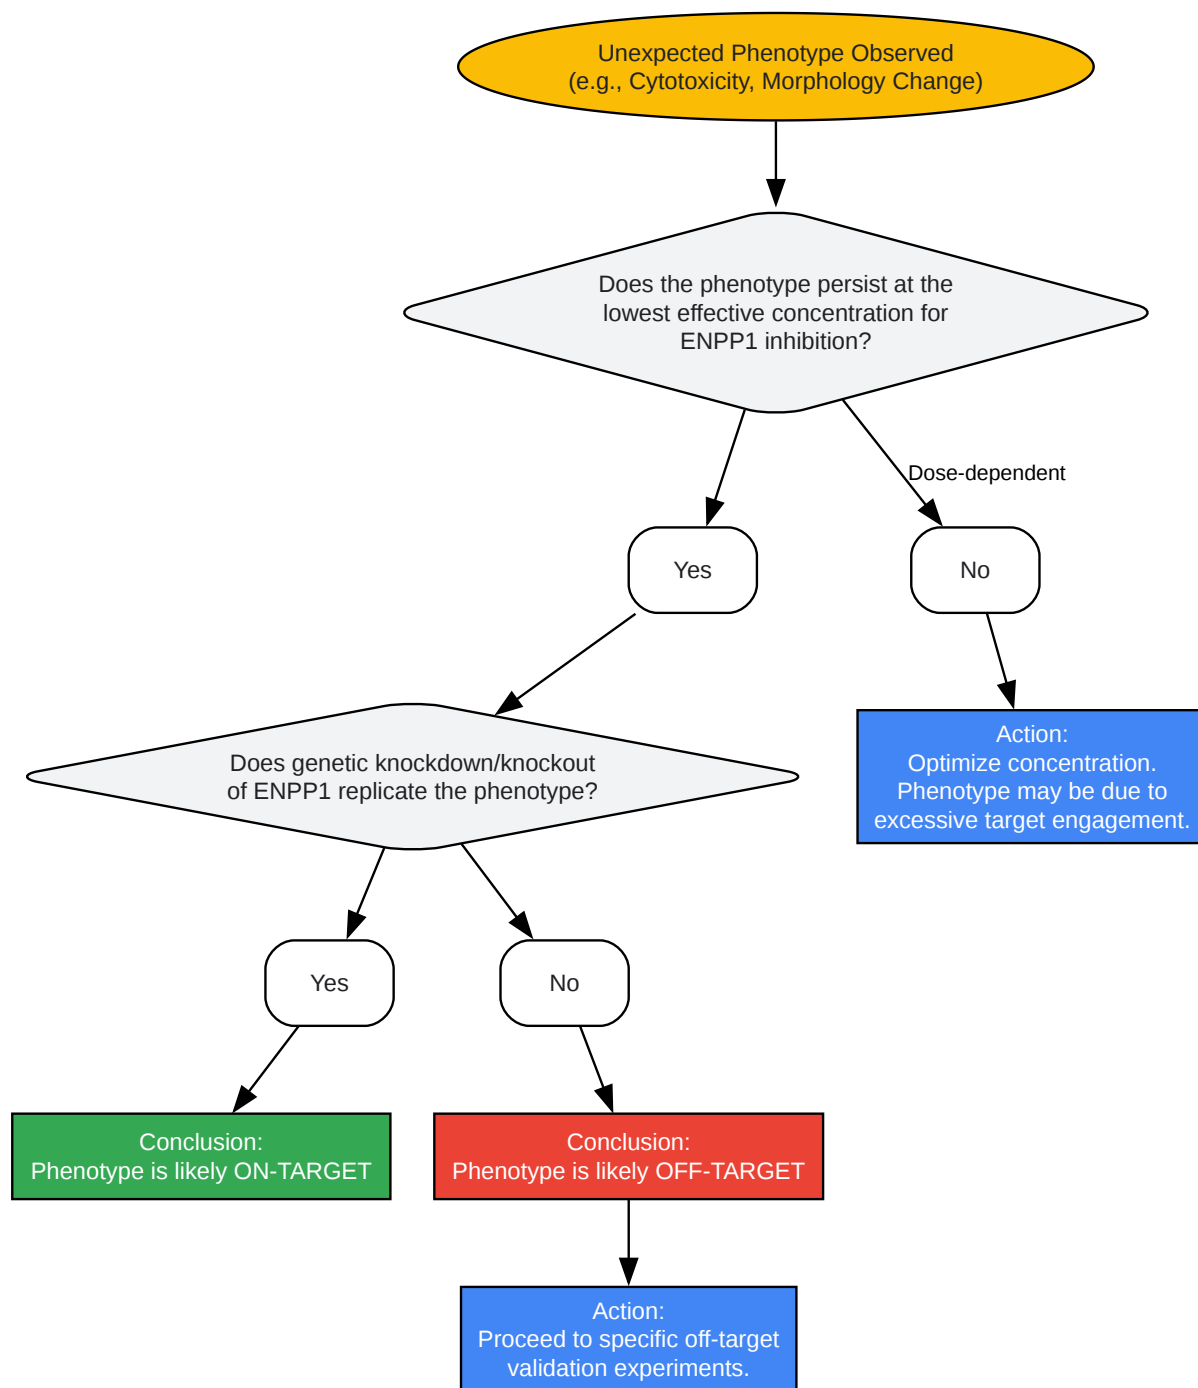 Unexpected Phenotype Observed
(e.g., Cytotoxicity, Morphology Change)
Does the phenotype persist at the
lowest effective concentration for
ENPP1 inhibition?
Dose-dependent
Yes
No
Action:
Optimize concentration.
Phenotype may be due to
excessive target engagement.
Does genetic knockdown/knockout
of ENPP1 replicate the phenotype?
Yes
No
Conclusion:
Phenotype is likely ON-TARGET
Conclusion:
Phenotype is likely OFF-TARGET
Action:
Proceed to specific off-target
validation experiments.